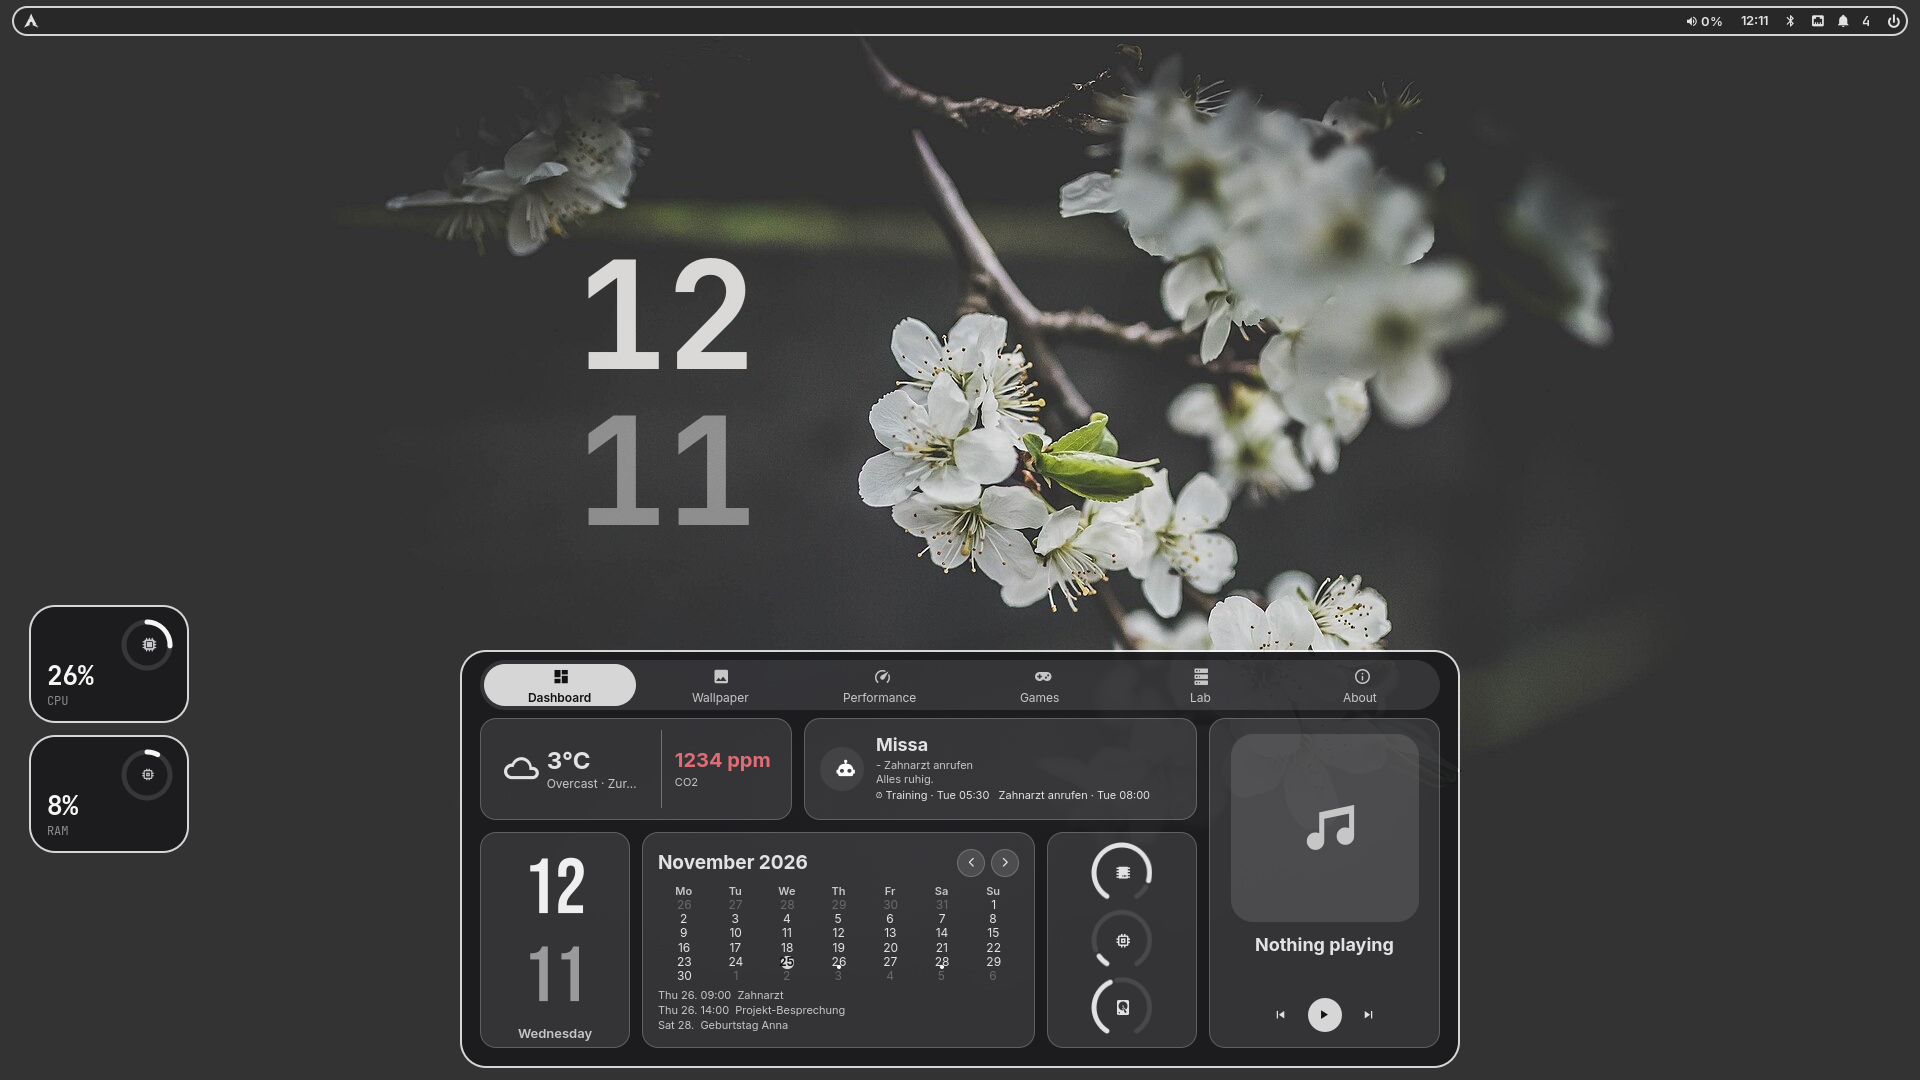 0% 12:11 4
12
11
26%
CPU
8%
RAM
Dashboard Wallpaper Performance Games Lab About
3°C
Overcast · Zur...
1234 ppm
CO2
Missa
- Zahnarzt anrufen
Alles ruhig.
Training · Tue 05:30 Zahnarzt anrufen · Tue 08:00
12
11
Wednesday
November 2026
Mo Tu We Th Fr Sa Su
26 27 28 29 30 31 1
2 3 4 5 6 7 8
9 10 11 12 13 14 15
16 17 18 19 20 21 22
23 24 25 26 27 28 29
30 1 2 3 4 5 6
Thu 26. 09:00 Zahnarzt
Thu 26. 14:00 Projekt-Besprechung
Sat 28. Geburtstag Anna
Nothing playing